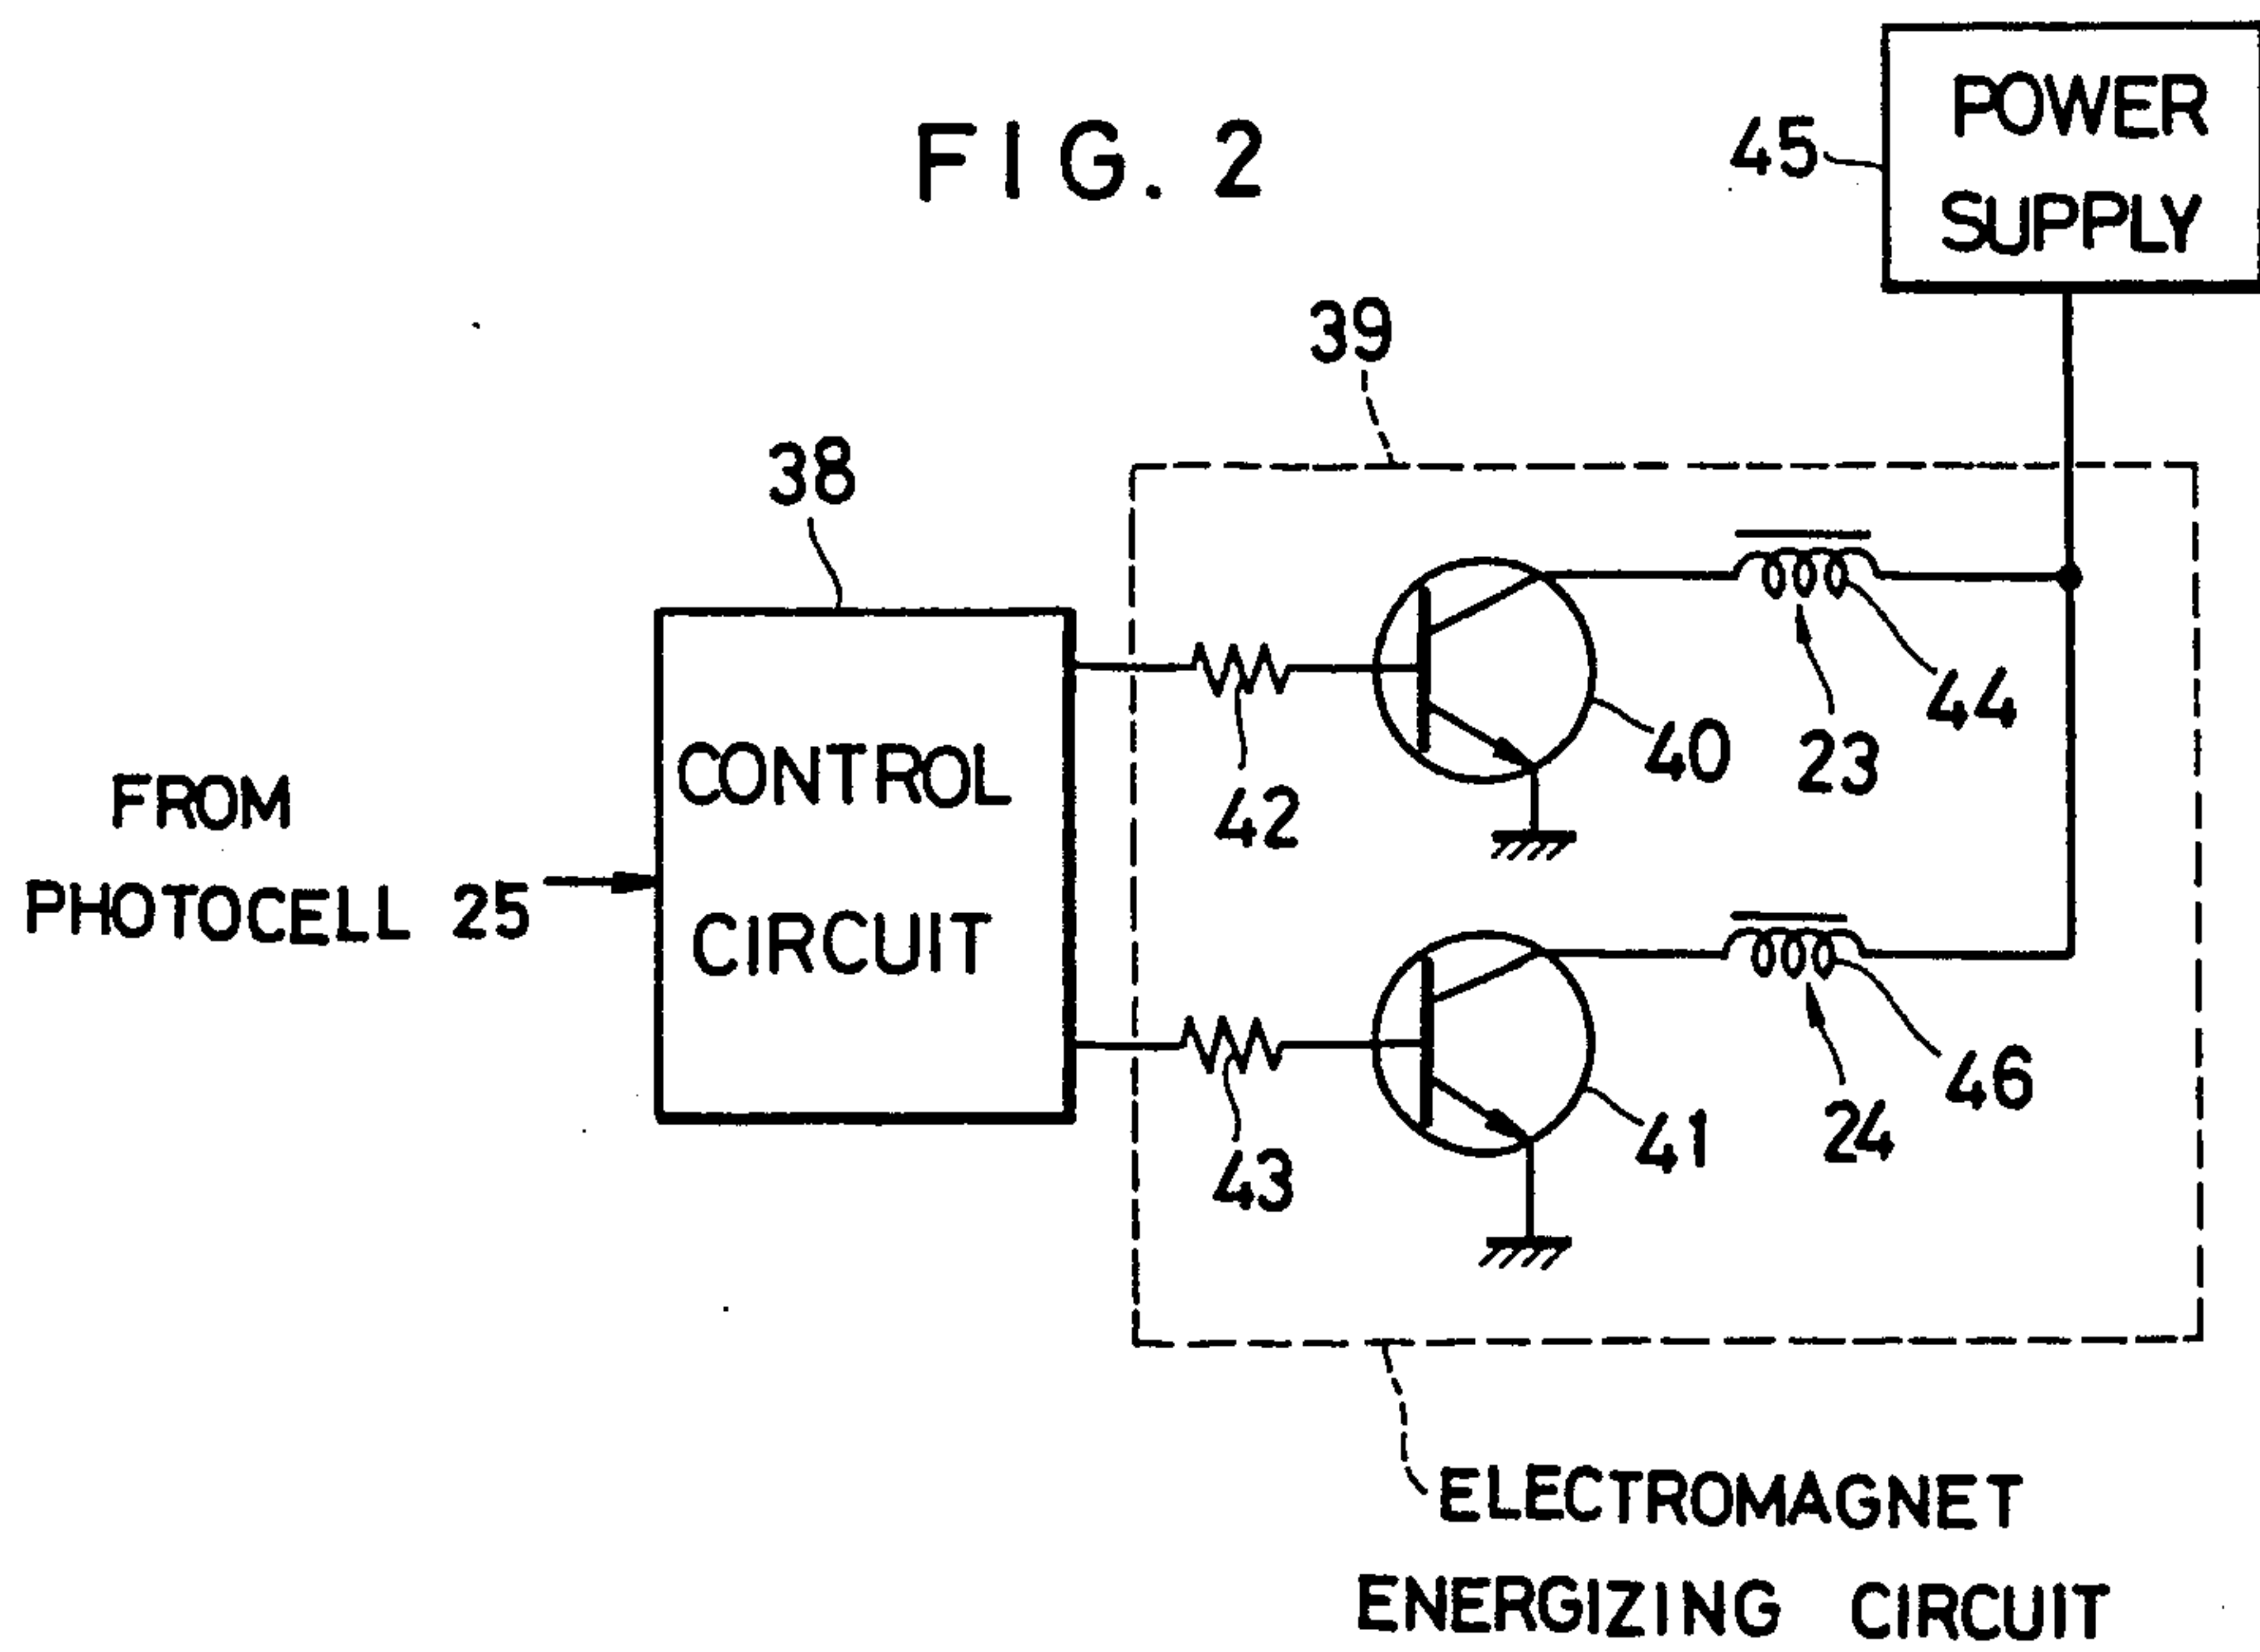 FIG. 2
POWER
SUPPLY
45
39
38
CONTROL
CIRCUIT
FROM
PHOTOCELL 25
42
40
23
44
43
41
24
46
ELECTROMAGNET
ENERGIZING CIRCUIT